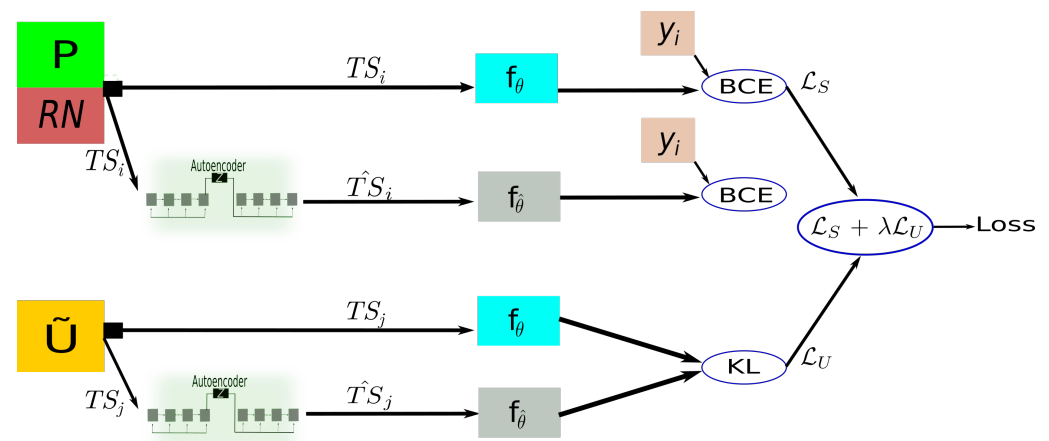 P
RN
TS_i
f_θ
y_i
BCE
ℒ_S
TS_i
Autoencoder
Z
T̂S_i
f_θ̂
y_i
BCE
ℒ_S + λℒ_U
Loss
Ũ
TS_j
f_θ
TS_j
Autoencoder
Z
T̂S_j
f_θ̂
KL
ℒ_U